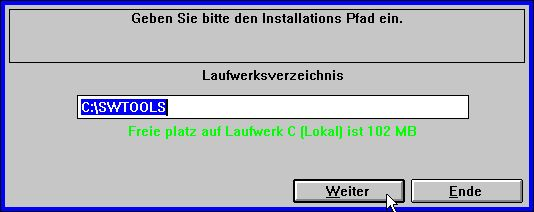 Geben Sie bitte den Installations Pfad ein.
Laufwerksverzeichnis
C:\SWTOOLS
Freie platz auf Laufwerk C (Lokal) ist 102 MB
Weiter
Ende